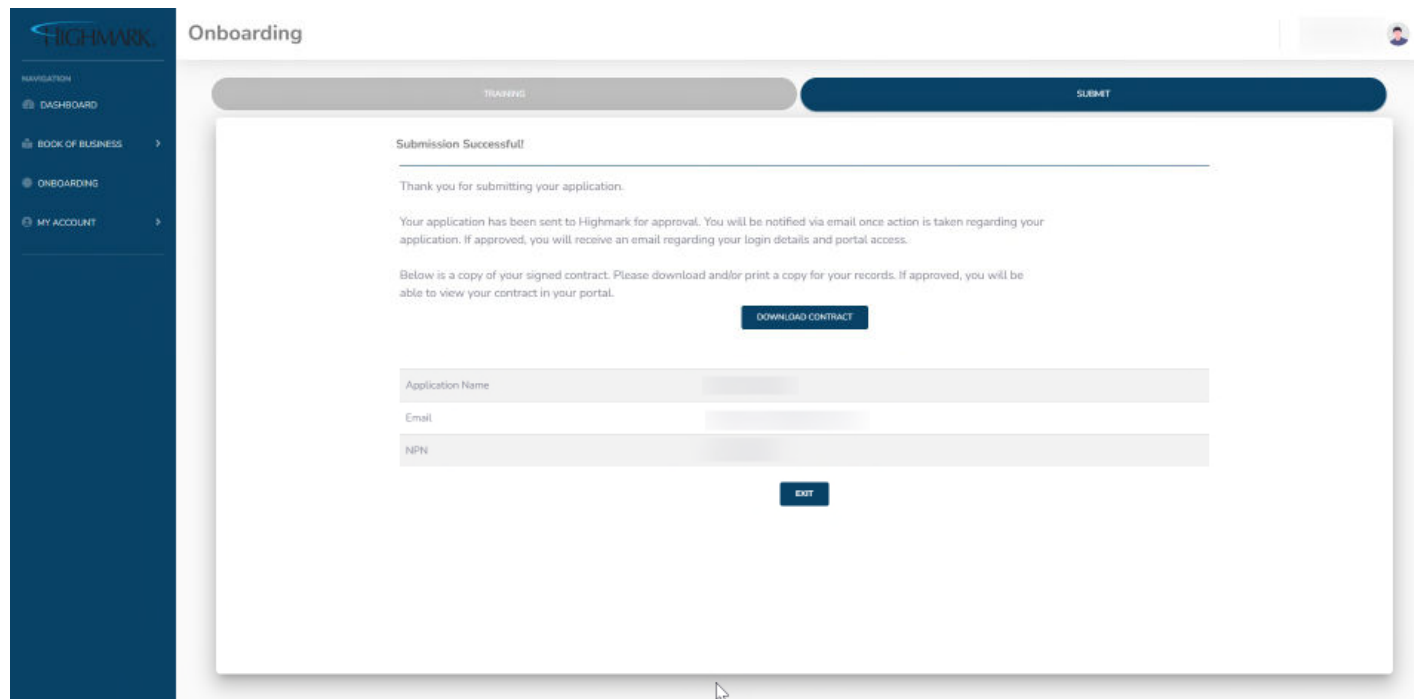 HIGHMARK.
Onboarding
NAVIGATION
DASHBOARD
BOOK OF BUSINESS
ONBOARDING
MY ACCOUNT
TRAINING
SUBMIT
Submission Successful!
Thank you for submitting your application.
Your application has been sent to Highmark for approval. You will be notified via email once action is taken regarding your
application. If approved, you will receive an email regarding your login details and portal access.
Below is a copy of your signed contract. Please download and/or print a copy for your records. If approved, you will be
able to view your contract in your portal.
DOWNLOAD CONTRACT
Application Name
Email
NPN
EXIT